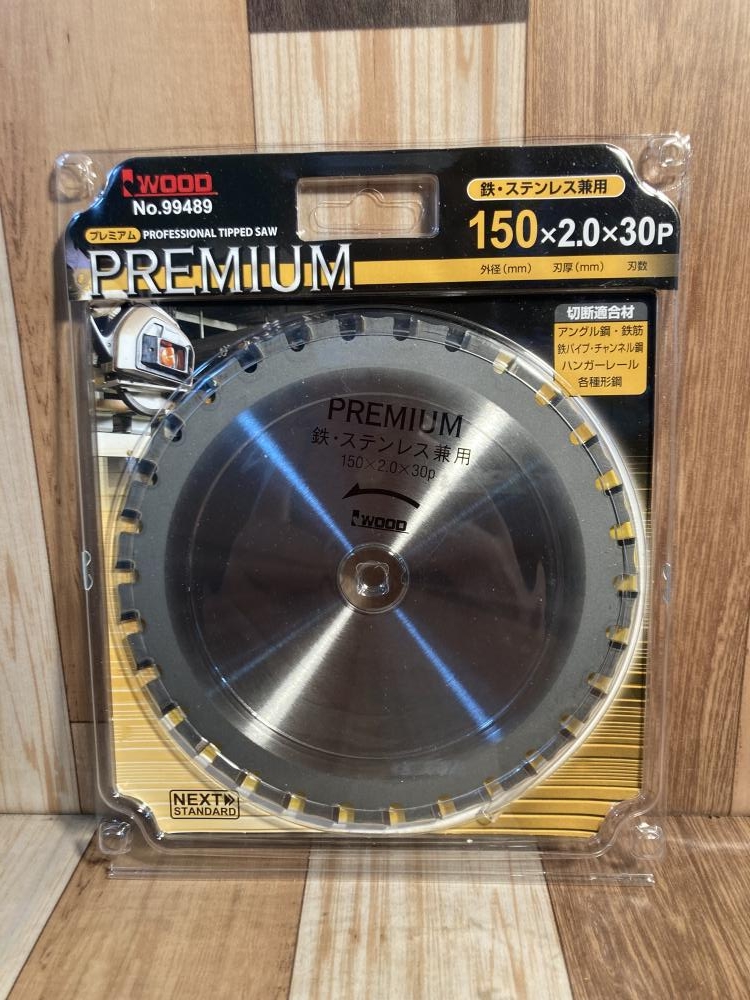 IWOOD
No.99489
プレミアム PROFESSIONAL TIPPED SAW
PREMIUM
鉄・ステンレス兼用
150×2.0×30P
外径(mm) 刃厚(mm) 刃数
切断適合材
アングル鋼・鉄筋
鉄パイプ・チャンネル鋼
ハンガーレール
各種形鋼
PREMIUM
鉄・ステンレス兼用
150×2.0×30p
IWOOD
NEXT
STANDARD